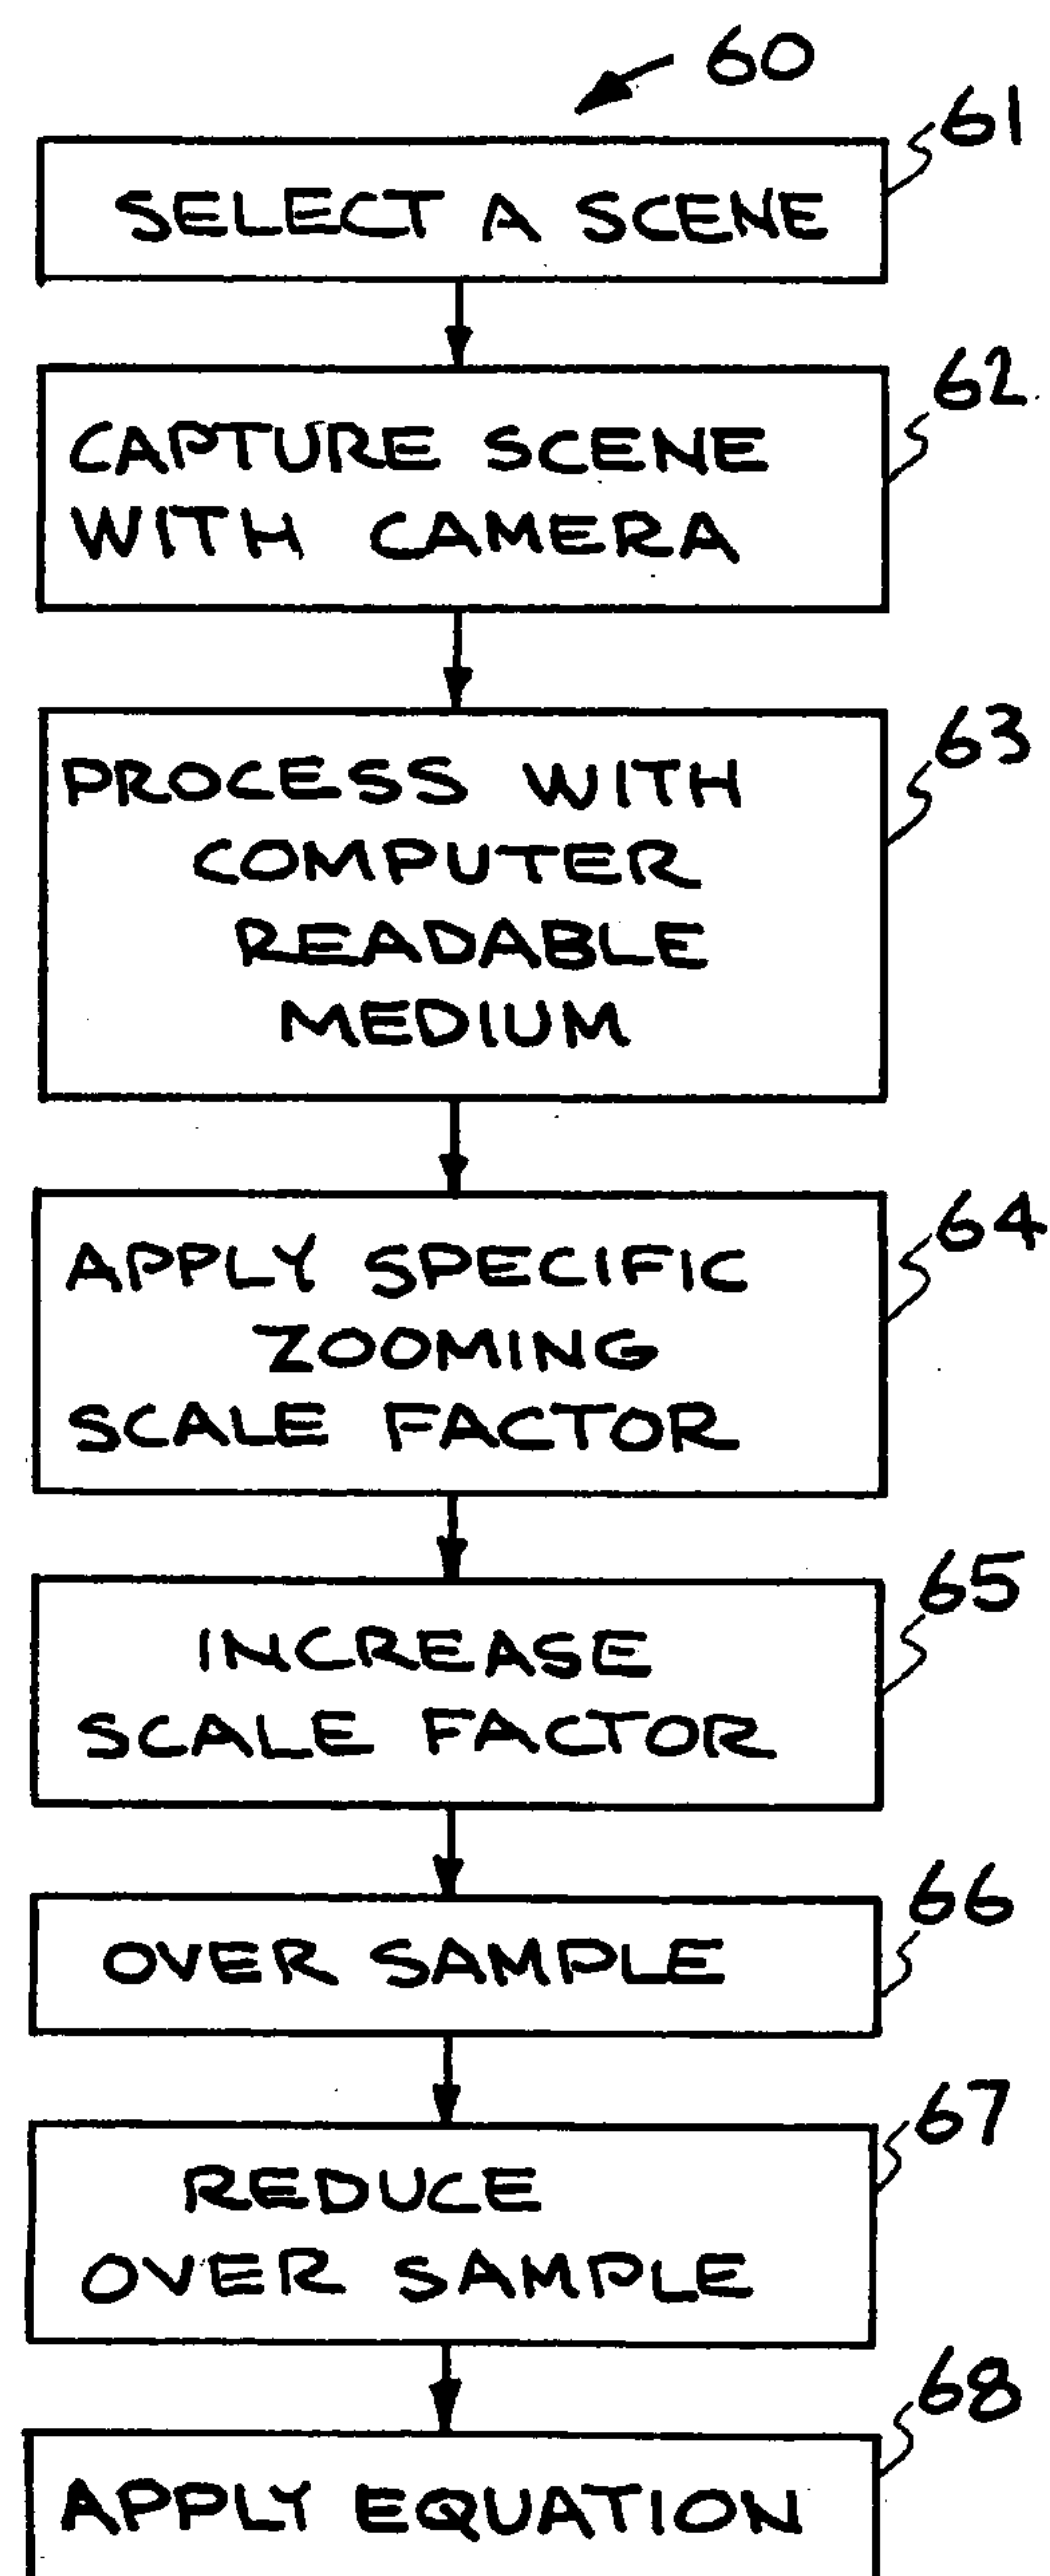 60
61
SELECT A SCENE
62
CAPTURE SCENE
WITH CAMERA
63
PROCESS WITH
COMPUTER
READABLE
MEDIUM
64
APPLY SPECIFIC
ZOOMING
SCALE FACTOR
65
INCREASE
SCALE FACTOR
66
OVER SAMPLE
67
REDUCE
OVER SAMPLE
68
APPLY EQUATION